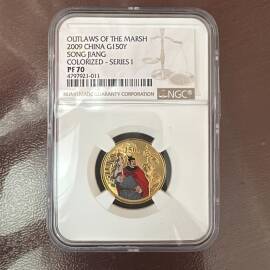 OUTLAWS OF THE MARSH
2009 CHINA G150Y
SONG JIANG
COLORIZED - SERIES I
PF 70
4797923-011
NUMISMATIC GUARANTY CORPORATION
NGC
150